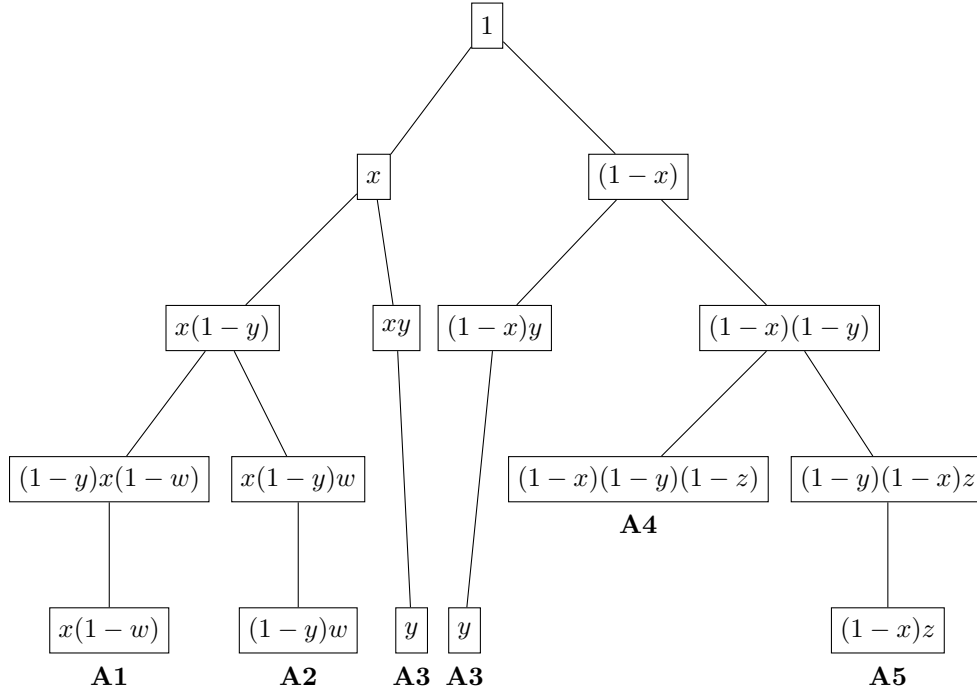 1
x
(1 − x)
x(1 − y)
xy
(1 − x)y
(1 − x)(1 − y)
(1 − y)x(1 − w)
x(1 − y)w
(1 − x)(1 − y)(1 − z)
(1 − y)(1 − x)z
A4
x(1 − w)
(1 − y)w
y
y
(1 − x)z
A1
A2
A3
A3
A5